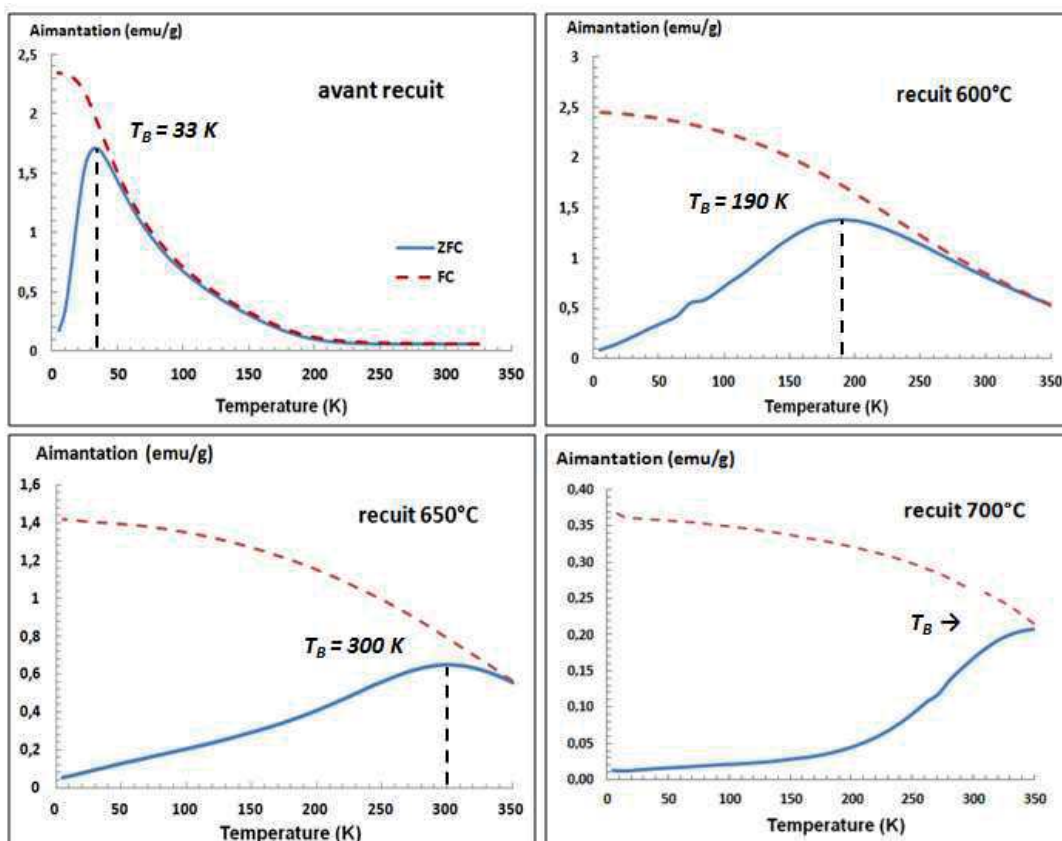 Aimantation (emu/g)
2,5
2
1,5
1
0,5
0
avant recuit
T_B = 33 K
ZFC
FC
0 50 100 150 200 250 300 350
Temperature (K)
Aimantation (emu/g)
3
2,5
2
1,5
1
0,5
0
recuit 600°C
T_B = 190 K
0 50 100 150 200 250 300 350
Temperature (K)
Aimantation (emu/g)
1,6
1,4
1,2
1
0,8
0,6
0,4
0,2
0
recuit 650°C
T_B = 300 K
0 50 100 150 200 250 300 350
Temperature (K)
Aimantation (emu/g)
0,40
0,35
0,30
0,25
0,20
0,15
0,10
0,05
0,00
recuit 700°C
T_B →
0 50 100 150 200 250 300 350
Temperature (K)